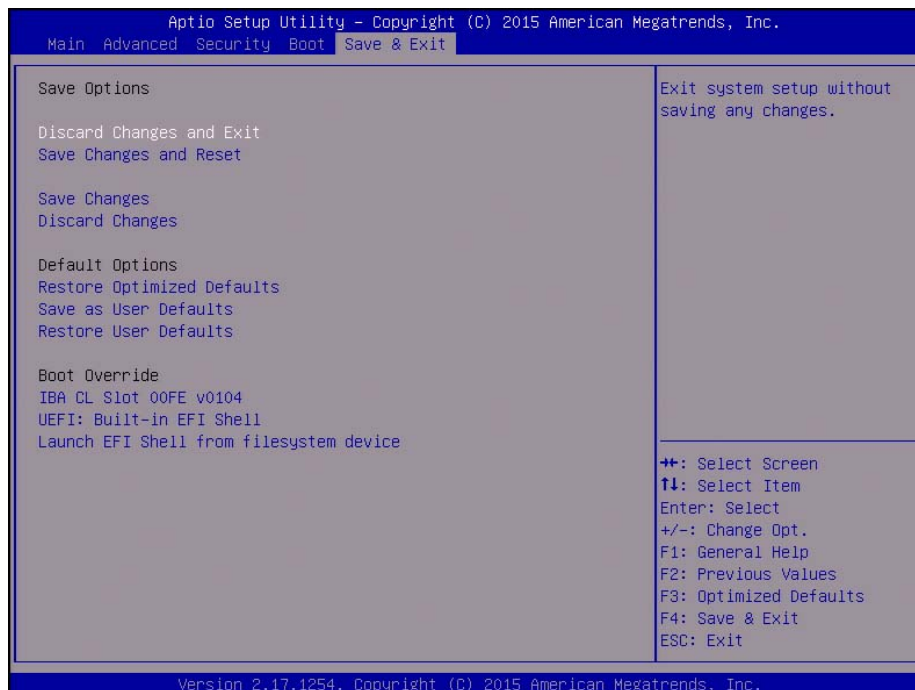 Aptio Setup Utility – Copyright (C) 2015 American Megatrends, Inc.
Main Advanced Security Boot Save & Exit
Save Options
Discard Changes and Exit
Save Changes and Reset
Save Changes
Discard Changes
Default Options
Restore Optimized Defaults
Save as User Defaults
Restore User Defaults
Boot Override
IBA CL Slot 00FE v0104
UEFI: Built-in EFI Shell
Launch EFI Shell from filesystem device
Exit system setup without
saving any changes.
→←: Select Screen
↑↓: Select Item
Enter: Select
+/-: Change Opt.
F1: General Help
F2: Previous Values
F3: Optimized Defaults
F4: Save & Exit
ESC: Exit
Version 2.17.1254. Copyright (C) 2015 American Megatrends, Inc.